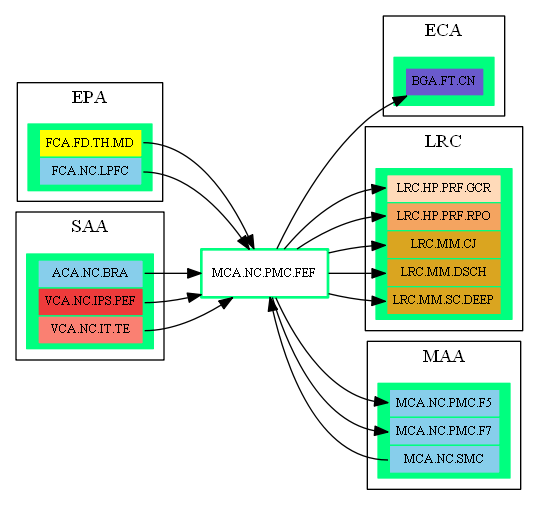 EPA
FCA.FD.TH.MD
FCA.NC.LPFC
SAA
ACA.NC.BRA
VCA.NC.IPS.PEF
VCA.NC.IT.TE
MCA.NC.PMC.FEF
ECA
BGA.FT.CN
LRC
LRC.HP.PRF.GCR
LRC.HP.PRF.RPO
LRC.MM.CJ
LRC.MM.DSCH
LRC.MM.SC.DEEP
MAA
MCA.NC.PMC.F5
MCA.NC.PMC.F7
MCA.NC.SMC